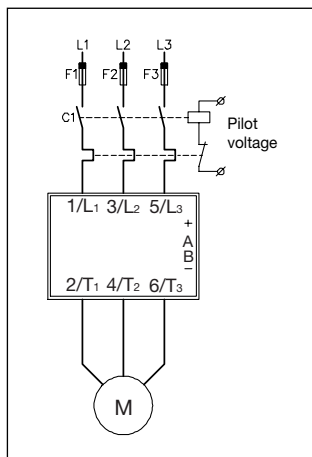 L1 L2 L3
F1 F2 F3
C1
Pilot
voltage
1/L1 3/L2 5/L3
+
A
B
−
2/T1 4/T2 6/T3
M